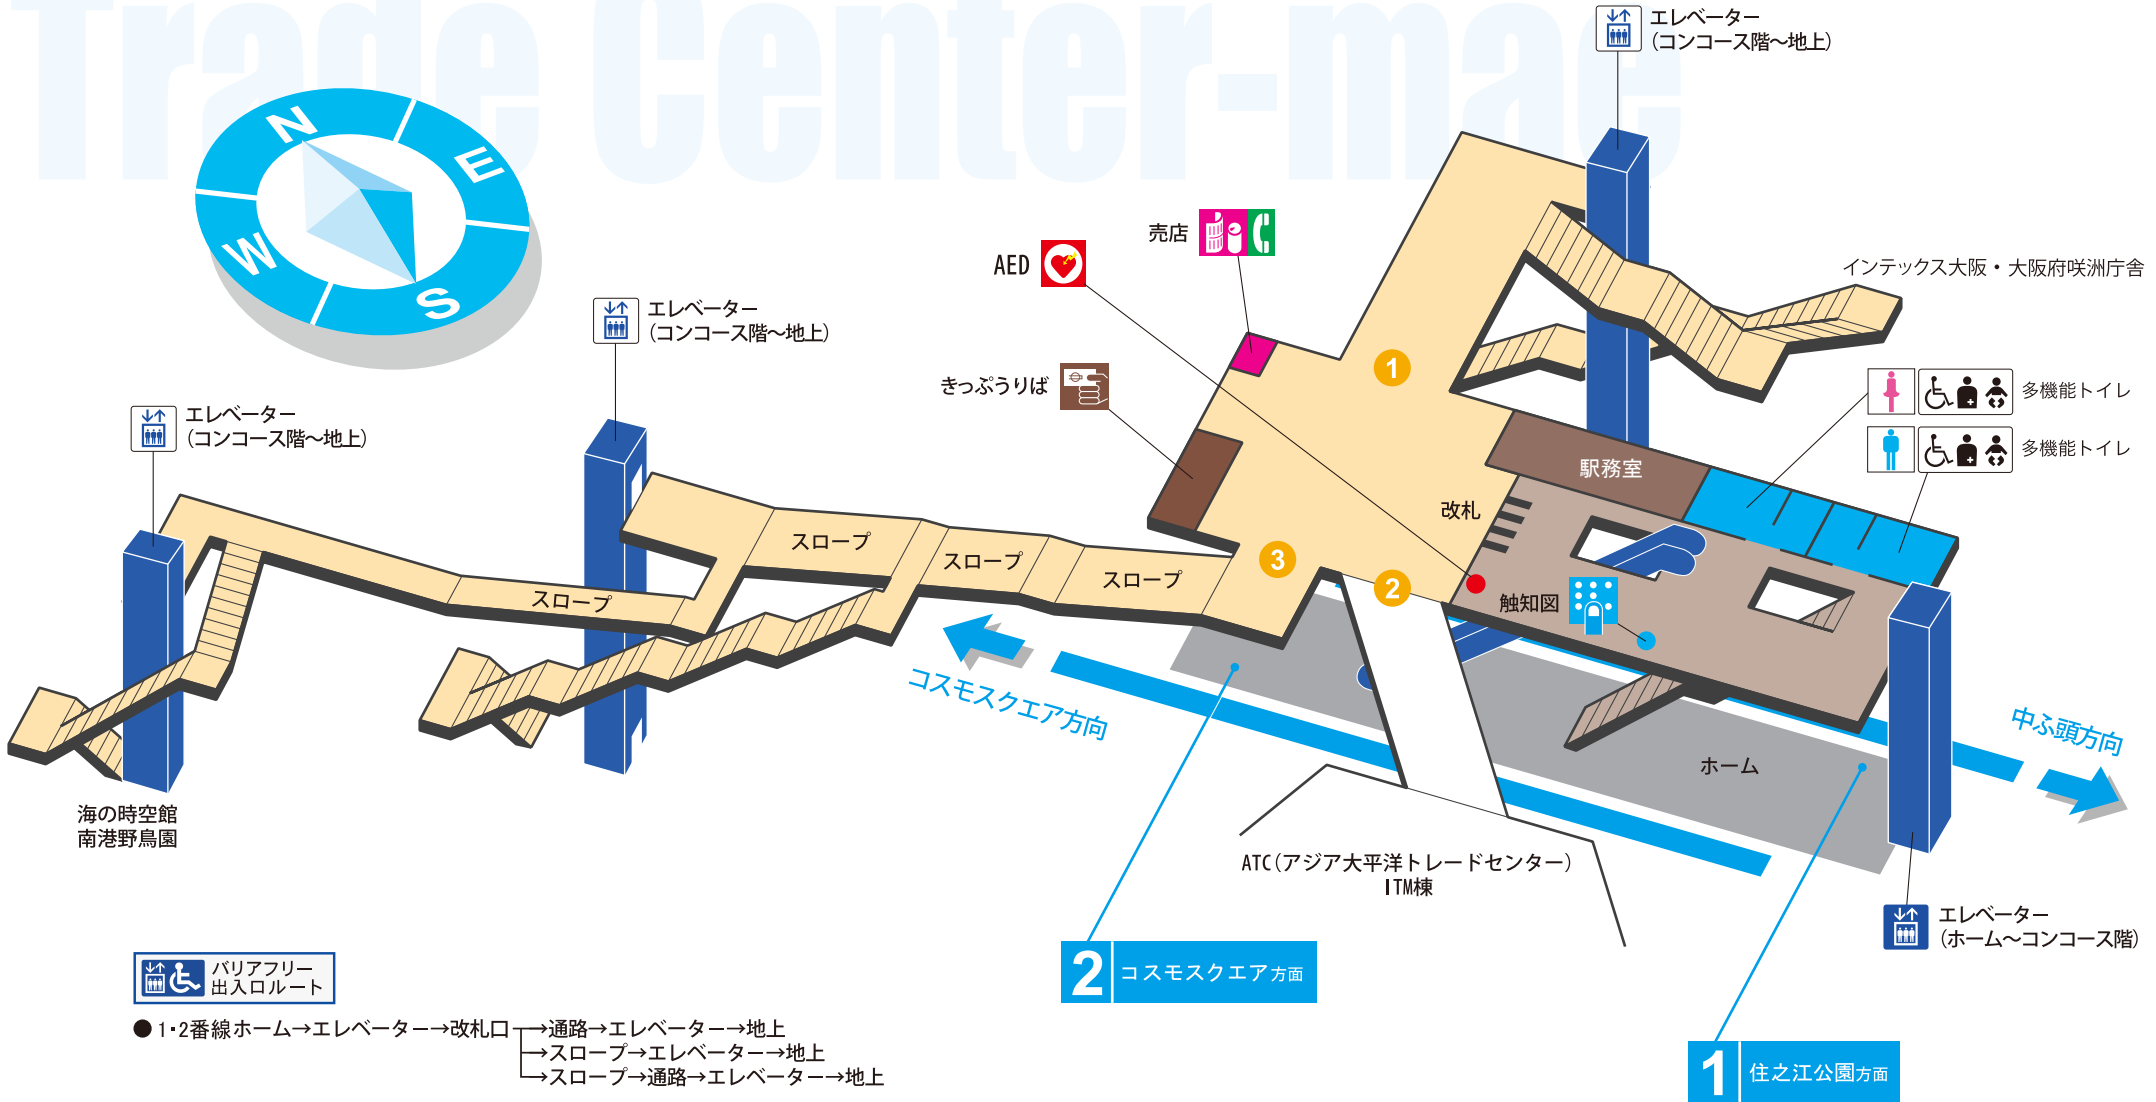 Trade Center-mae
エレベーター
(コンコース階〜地上)
N
E
W
S
売店
AED
インテックス大阪・大阪府咲洲庁舎
エレベーター
(コンコース階〜地上)
きっぷうりば
1
多機能トイレ
多機能トイレ
エレベーター
(コンコース階〜地上)
駅務室
改札
スロープ
スロープ
スロープ
スロープ
3
2
触知図
コスモスクエア方向
中ふ頭方向
ホーム
海の時空館
南港野鳥園
ATC(アジア太平洋トレードセンター)
ITM棟
エレベーター
(ホーム〜コンコース階)
2 コスモスクエア方面
バリアフリー
出入口ルート
●1・2番線ホーム→エレベーター→改札口→通路→エレベーター→地上
→スロープ→エレベーター→地上
→スロープ→通路→エレベーター→地上
1 住之江公園方面